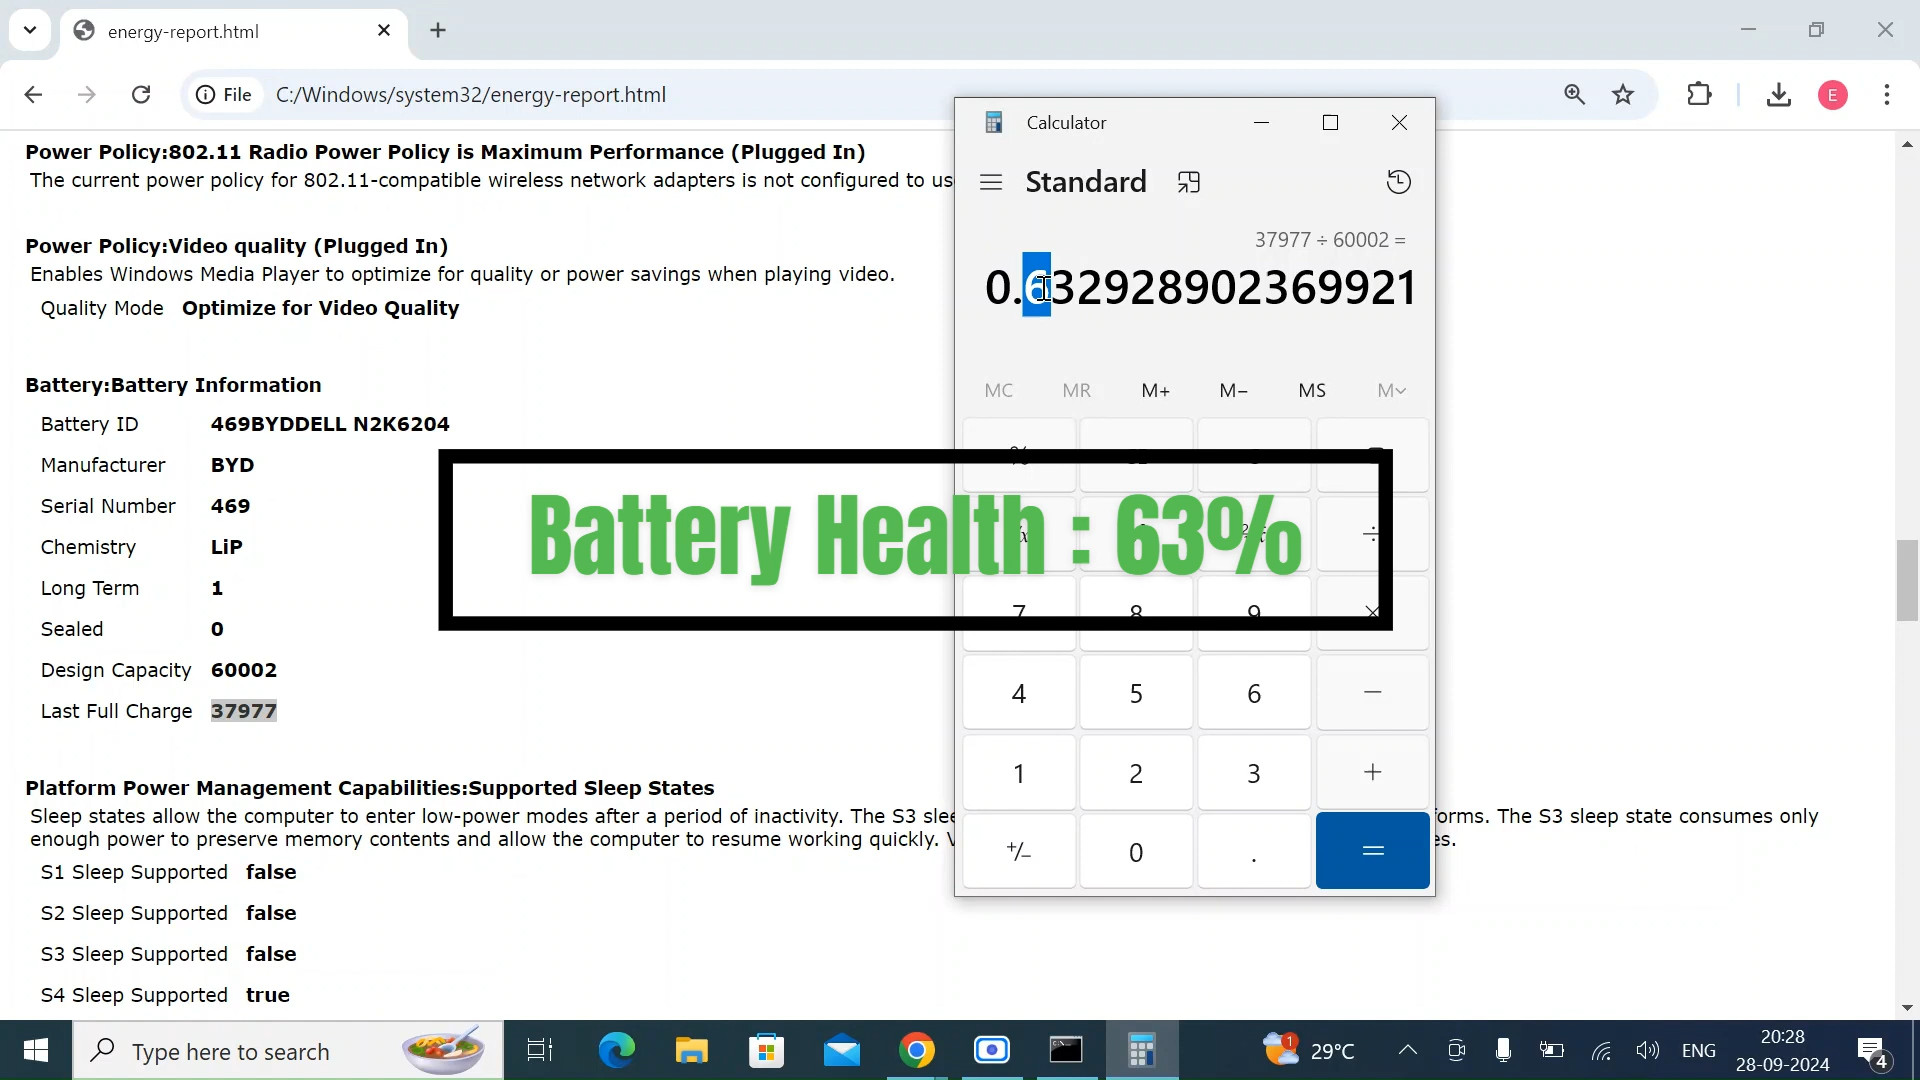 energy-report.html
File
C:/Windows/system32/energy-report.html
E
Power Policy:802.11 Radio Power Policy is Maximum Performance (Plugged In)
The current power policy for 802.11-compatible wireless network adapters is not configured to
Power Policy:Video quality (Plugged In)
Enables Windows Media Player to optimize for quality or power savings when playing video.
Quality Mode Optimize for Video Quality
Battery:Battery Information
Battery ID 469BYDDELL N2K6204
Manufacturer BYD
Serial Number 469
Chemistry LiP
Long Term 1
Sealed 0
Design Capacity 60002
Last Full Charge 37977
Platform Power Management Capabilities:Supported Sleep States
Sleep states allow the computer to enter low-power modes after a period of inactivity. The S3 The S3 sleep state consumes only
enough power to preserve memory contents and allow the computer to resume working quickly.
S1 Sleep Supported false
S2 Sleep Supported false
S3 Sleep Supported false
S4 Sleep Supported true
Calculator
Standard
37977 ÷ 60002 =
0.632928902369921
MC MR M+ M− MS M
Battery Health : 63%
7 8 9 ×
4 5 6 −
1 2 3 +
+/− 0 . =
Type here to search
1
29°C
ENG
20:28
28-09-2024
4